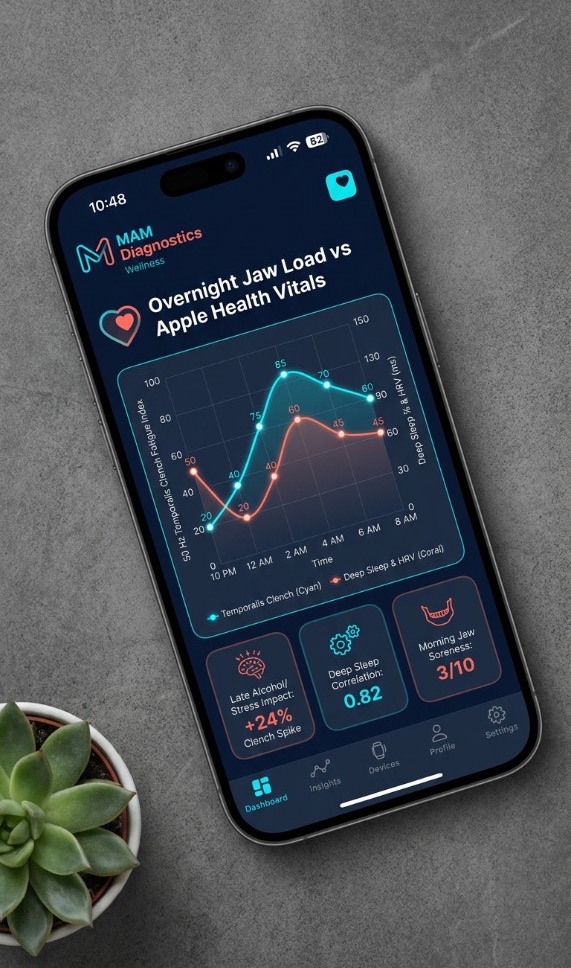 10:48
62
MAM
Diagnostics
Wellness
Overnight Jaw Load vs
Apple Health Vitals
100
80
60
40
20
0
50 Hz Temporalis Clench Fatigue Index
150
130
90
60
30
0
Deep Sleep % & HRV (ms)
50
20
40
75
85
70
60
20
40
60
45
45
10 PM
12 AM
2 AM
4 AM
6 AM
8 AM
Time
Temporalis Clench (Cyan)
Deep Sleep & HRV (Coral)
Late Alcohol/
Stress Impact:
+24%
Clench Spike
Deep Sleep
Correlation:
0.82
Morning Jaw
Soreness:
3/10
Dashboard
Insights
Devices
Profile
Settings